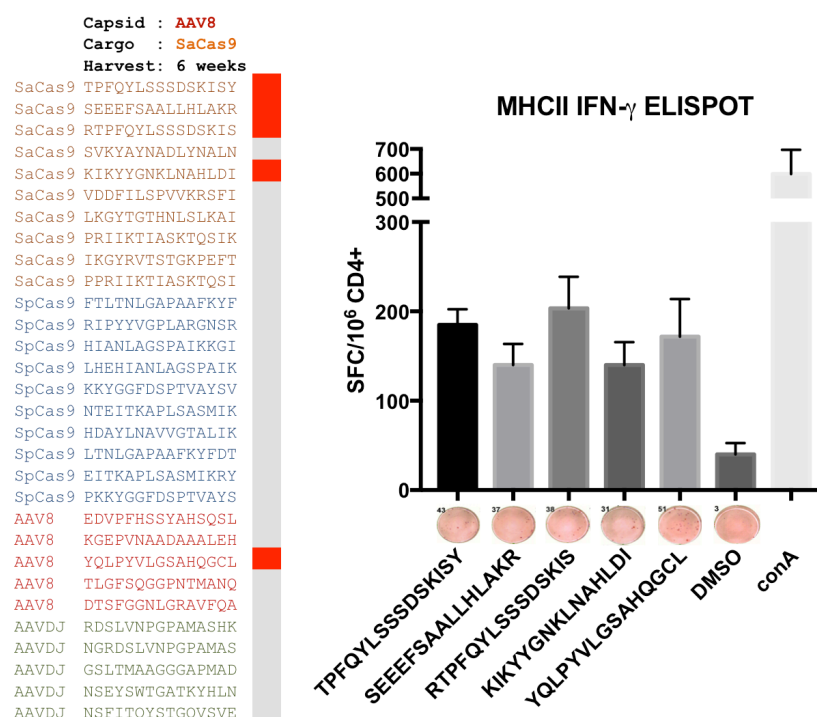 Capsid : AAV8
Cargo : SaCas9
Harvest: 6 weeks
SaCas9 TPFQYLSSSDSKISY
SaCas9 SEEEFSAALLHLAKR
SaCas9 RTPFQYLSSSDSKIS
SaCas9 SVKYAYNADLYNALN
SaCas9 KIKYYGNKLNAHLDI
SaCas9 VDDFILSPVVKRSFI
SaCas9 LKGYTGTHNLSLKAI
SaCas9 PRIIKTIASKTQSIK
SaCas9 IKGYRVTSTGKPEFT
SaCas9 PPRIIKTIASKTQSI
SpCas9 FTLTNLGAPAAFKYF
SpCas9 RIPYYVGPLARGNSR
SpCas9 HIANLAGSPAIKKGI
SpCas9 LHEHIANLAGSPAIK
SpCas9 KKYGGFDSPTVAYSV
SpCas9 NTEITKAPLSASMIK
SpCas9 HDAYLNAVVGTALIK
SpCas9 LTNLGAPAAFKYFDT
SpCas9 EITKAPLSASMIKRY
SpCas9 PKKYGGFDSPTVAYS
AAV8 EDVPFHSSYAHSQSL
AAV8 KGEPVNAADAAALEH
AAV8 YQLPYVLGSAHQGCL
AAV8 TLGFSQGGPNTMANQ
AAV8 DTSFGGNLGRAVFQA
AAVDJ RDSLVNPGPAMASHK
AAVDJ NGRDSLVNPGPAMAS
AAVDJ GSLTMAAGGGAPMAD
AAVDJ NSEYSWTGATKYHLN
AAVDJ NSFITQYSTGQVSVE
MHCII IFN-γ ELISPOT
SFC/10⁶ CD4+
700
600
500
300
200
100
0
43 37 38 31 51 3
TPFQYLSSSDSKISY
SEEEFSAALLHLAKR
RTPFQYLSSSDSKIS
KIKYYGNKLNAHLDI
YQLPYVLGSAHQGCL
DMSO
conA